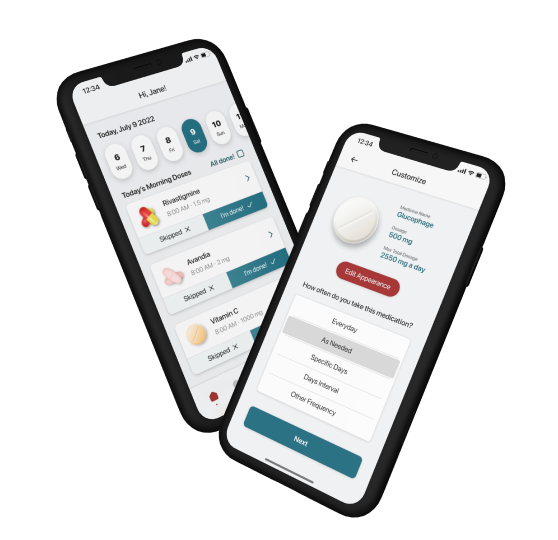 12:34
Hi, Jane!
Today, July 9 2022
6 7 8 9 10
Wed Thu Fri Sat Sun
All done!
Today's Morning Doses
Rivastigmine
8:00 AM · 1.5 mg
Skipped I'm done!
Avandia
8:00 AM · 2 mg
Skipped I'm done!
Vitamin C
8:00 AM · 1000 mg
Skipped
12:34
Customize
Medicine Name
Glucophage
Dosage
500 mg
Max Total Dosage
2550 mg a day
Edit Appearance
How often do you take this medication?
Everyday
As Needed
Specific Days
Days Interval
Other Frequency
Next